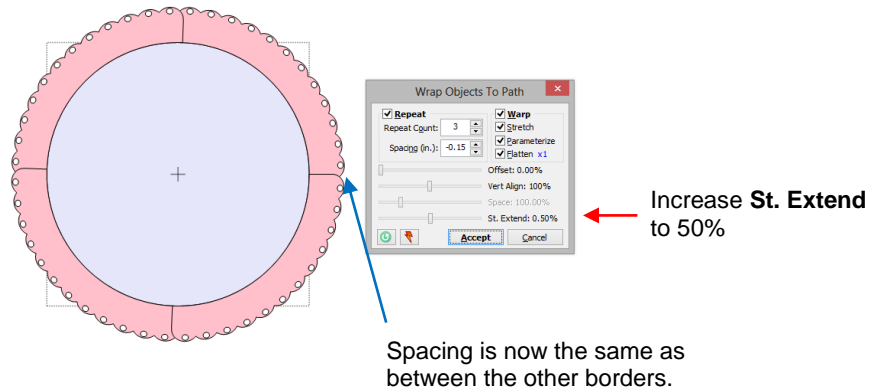 Wrap Objects To Path
×
Repeat
Repeat Count: 3
Spacing (in.): -0.15
Warp
Stretch
Parameterize
Flatten x1
Offset: 0.00%
Vert Align: 100%
Space: 100.00%
St. Extend: 0.50%
Accept
Cancel
Increase St. Extend
to 50%
Spacing is now the same as
between the other borders.